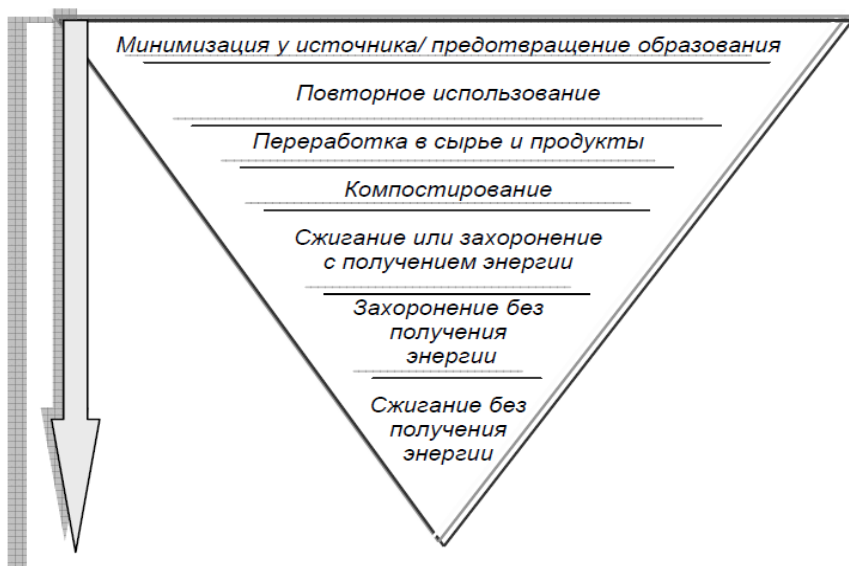 Минимизация у источника/ предотвращение образования
Повторное использование
Переработка в сырье и продукты
Компостирование
Сжигание или захоронение
с получением энергии
Захоронение без
получения
энергии
Сжигание без
получения
энергии